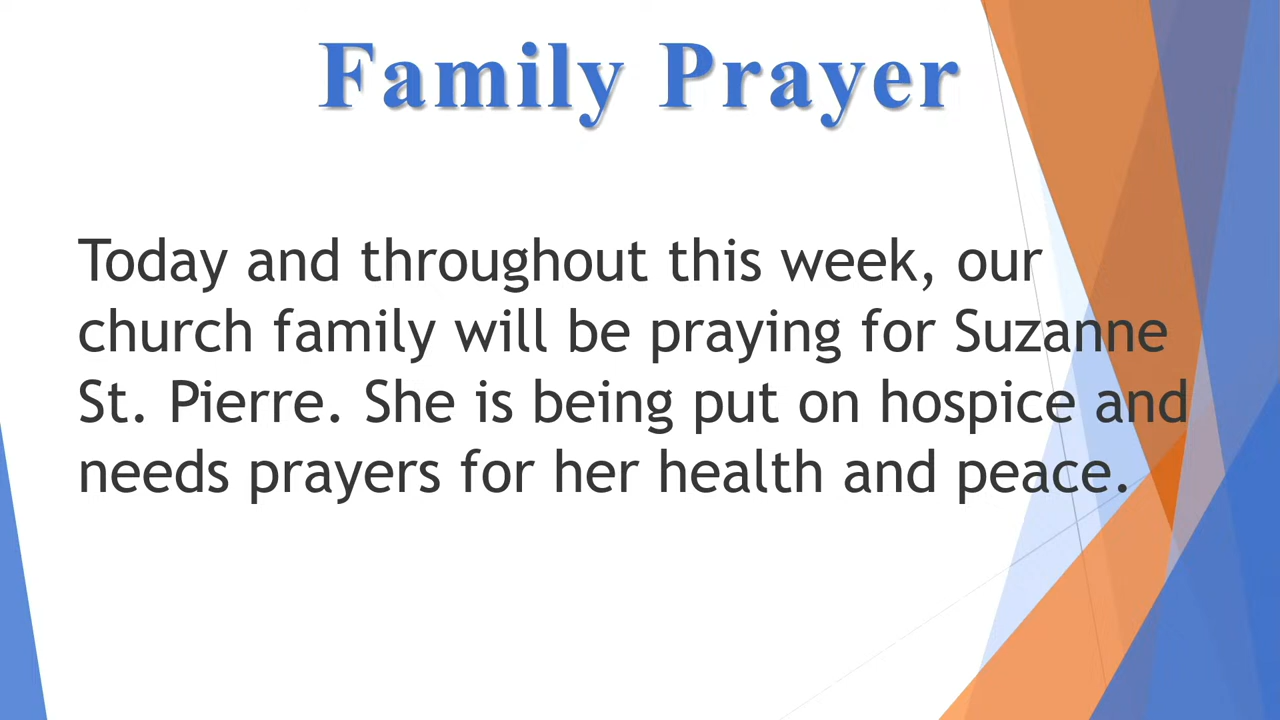 Family Prayer
Today and throughout this week, our
church family will be praying for Suzanne
St. Pierre. She is being put on hospice and
needs prayers for her health and peace.